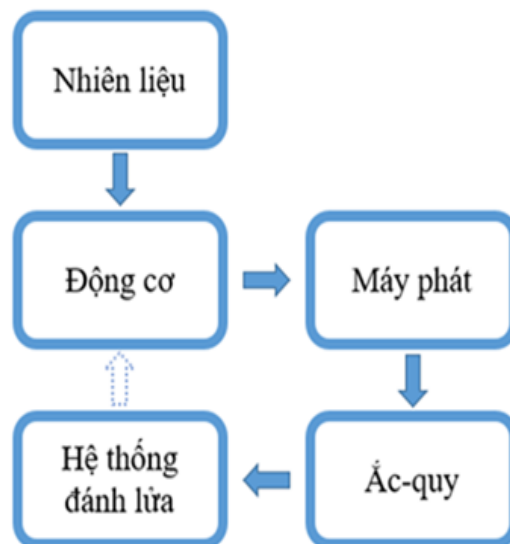 Nhiên liệu
Động cơ
Máy phát
Hệ thống
đánh lửa
Ắc-quy